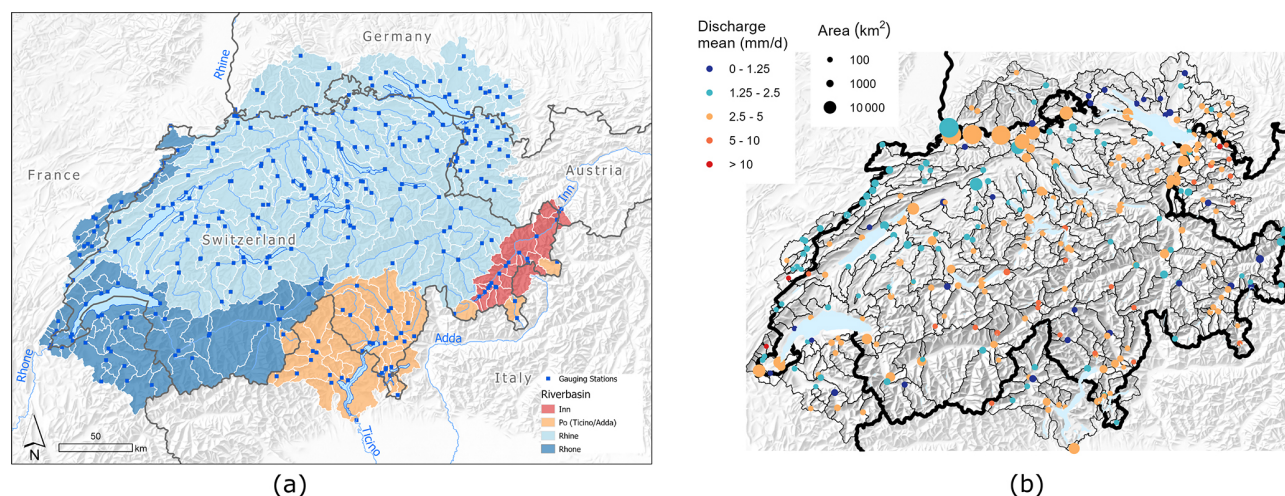 Germany
Rhine
France
Austria
Inn
Switzerland
Adda
Rhone
Italy
Ticino
Gauging Stations
Riverbasin
Inn
Po (Ticino/Adda)
Rhine
Rhone
N
50
km
(a)
Discharge
mean (mm/d)
0 - 1.25
1.25 - 2.5
2.5 - 5
5 - 10
> 10
Area (km²)
100
1000
10 000
(b)